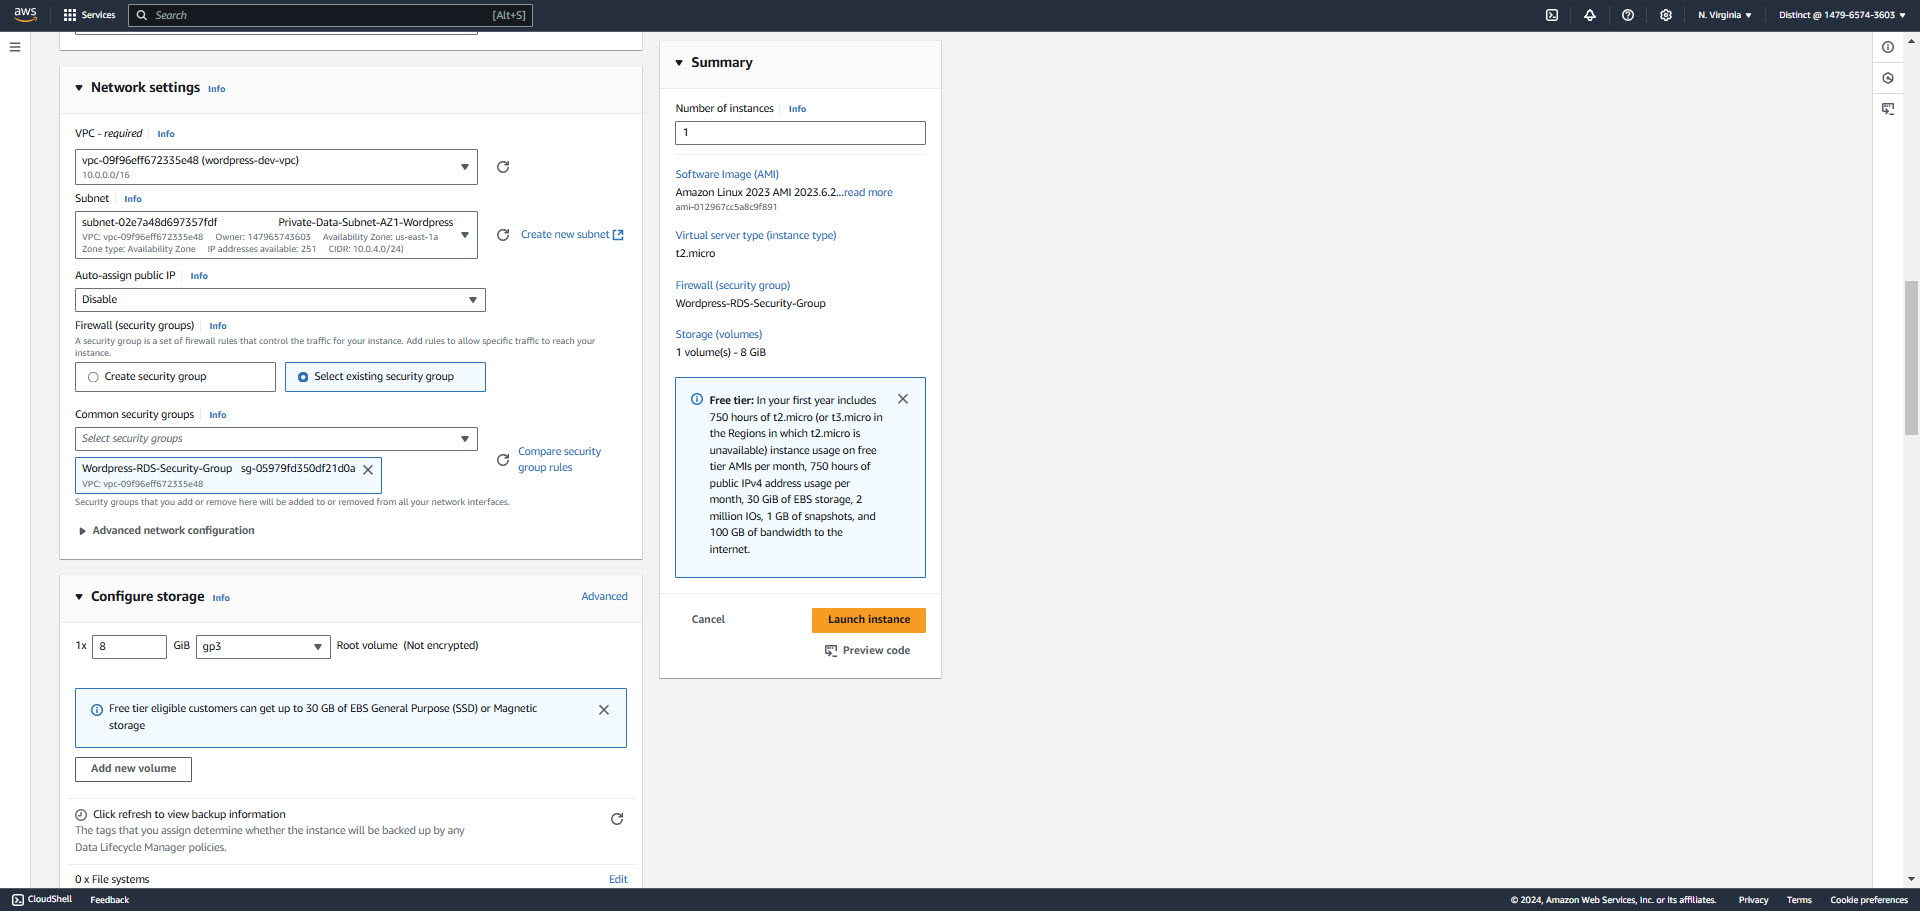 aws
Services
Search
[Alt+S]
N. Virginia
Distinct @ 1479-6574-3603
Network settings Info
VPC - required Info
vpc-09f96eff672335e48 (wordpress-dev-vpc)
10.0.0.0/16
Subnet Info
subnet-02e7a48d697357fdf Private-Data-Subnet-AZ1-Wordpress
VPC: vpc-09f96eff672335e48 Owner: 147965743603 Availability Zone: us-east-1a
Zone type: Availability Zone IP addresses available: 251 CIDR: 10.0.4.0/24)
Create new subnet
Auto-assign public IP Info
Disable
Firewall (security groups) Info
A security group is a set of firewall rules that control the traffic for your instance. Add rules to allow specific traffic to reach your
instance.
Create security group
Select existing security group
Common security groups Info
Select security groups
Wordpress-RDS-Security-Group sg-05979fd350df21d0a
VPC: vpc-09f96eff672335e48
Compare security
group rules
Security groups that you add or remove here will be added to or removed from all your network interfaces.
Advanced network configuration
Configure storage Info
Advanced
1x 8 GiB gp3 Root volume (Not encrypted)
Free tier eligible customers can get up to 30 GB of EBS General Purpose (SSD) or Magnetic
storage
Add new volume
Click refresh to view backup information
The tags that you assign determine whether the instance will be backed up by any
Data Lifecycle Manager policies.
0 x File systems
Edit
Summary
Number of instances Info
1
Software Image (AMI)
Amazon Linux 2023 AMI 2023.6.2...read more
ami-012967cc5a8c9f891
Virtual server type (instance type)
t2.micro
Firewall (security group)
Wordpress-RDS-Security-Group
Storage (volumes)
1 volume(s) - 8 GiB
Free tier: In your first year includes
750 hours of t2.micro (or t3.micro in
the Regions in which t2.micro is
unavailable) instance usage on free
tier AMIs per month, 750 hours of
public IPv4 address usage per
month, 30 GiB of EBS storage, 2
million IOs, 1 GB of snapshots, and
100 GB of bandwidth to the
internet.
Cancel
Launch instance
Preview code
CloudShell
Feedback
© 2024, Amazon Web Services, Inc. or its affiliates.
Privacy
Terms
Cookie preferences